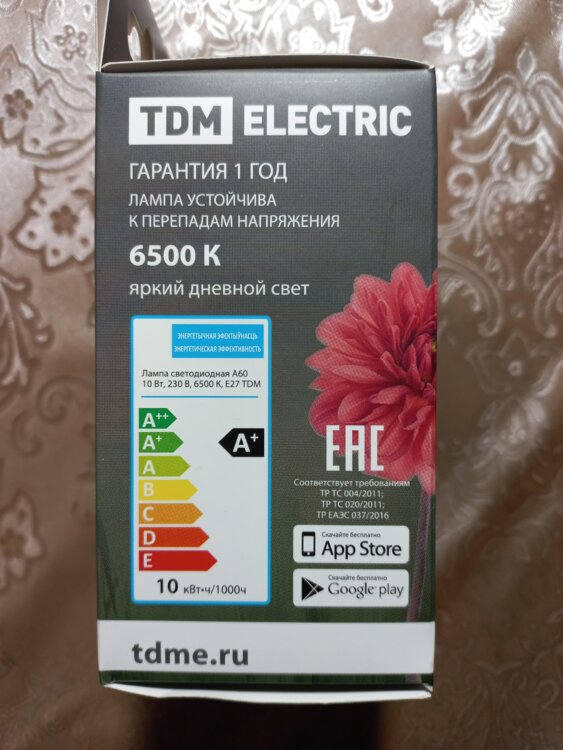 TDM ELECTRIC
ГАРАНТИЯ 1 ГОД
ЛАМПА УСТОЙЧИВА
К ПЕРЕПАДАМ НАПРЯЖЕНИЯ
6500 К
яркий дневной свет
ЭНЕРГЕТЫЧНАЯ ЭФЕКТЫЎНАСЦЬ
ЭНЕРГЕТИЧЕСКАЯ ЭФФЕКТИВНОСТЬ
Лампа светодиодная А60
10 Вт, 230 В, 6500 К, Е27 TDM
A++
A+
A+
A
B
C
D
E
10 кВт·ч/1000ч
EAC
Соответствует требованиям
ТР ТС 004/2011;
ТР ТС 020/2011;
ТР ЕАЭС 037/2016
Скачайте бесплатно
App Store
Скачайте бесплатно
Google play
tdme.ru